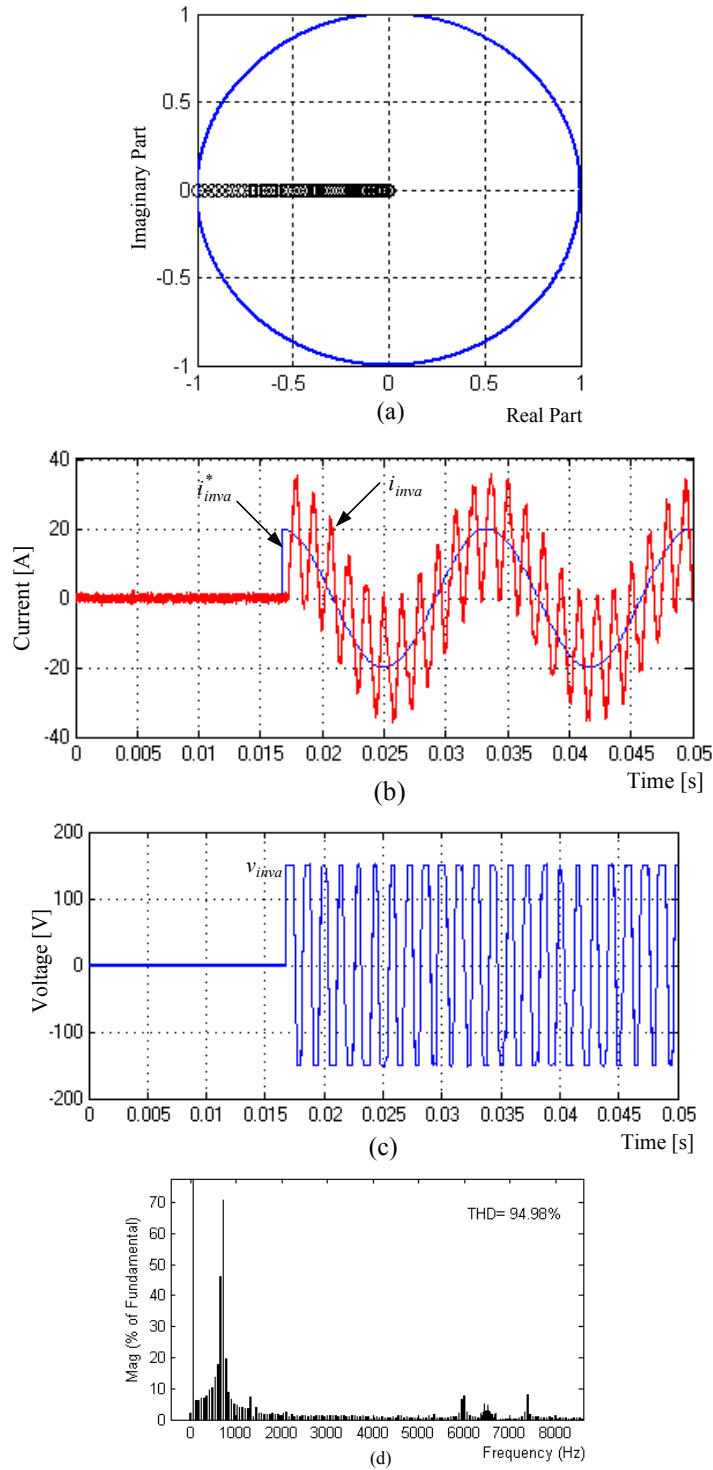 1
0.5
0
-0.5
-1
-1 -0.5 0 0.5 1
Imaginary Part
Real Part
(a)
40
20
0
-20
-40
0 0.005 0.01 0.015 0.02 0.025 0.03 0.035 0.04 0.045 0.05
Current [A]
i*inva
iinva
Time [s]
(b)
200
100
0
-100
-200
0 0.005 0.01 0.015 0.02 0.025 0.03 0.035 0.04 0.045 0.05
Voltage [V]
vinva
Time [s]
(c)
70
60
50
40
30
20
10
0
0 1000 2000 3000 4000 5000 6000 7000 8000
Mag (% of Fundamental)
THD= 94.98%
Frequency (Hz)
(d)